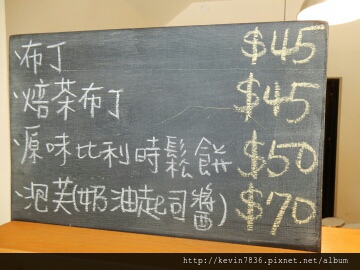 ·布丁 $45
·焙茶布丁 $45
·原味比利時鬆餅 $50
·泡芙(奶油起司醬) $70
http://kevin7836.pixnet.net/album